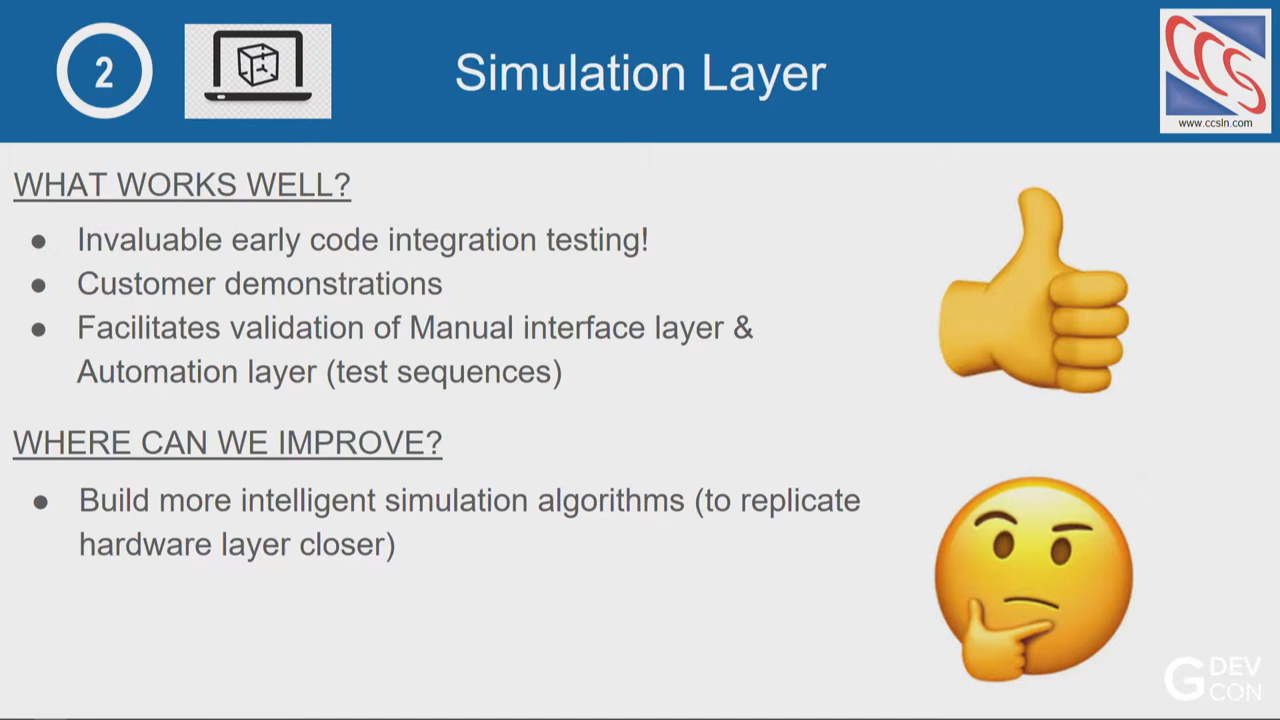 2
Simulation Layer
CCS
www.ccsln.com
WHAT WORKS WELL?
● Invaluable early code integration testing!
● Customer demonstrations
● Facilitates validation of Manual interface layer &
Automation layer (test sequences)
WHERE CAN WE IMPROVE?
● Build more intelligent simulation algorithms (to replicate
hardware layer closer)
G DEV
CON